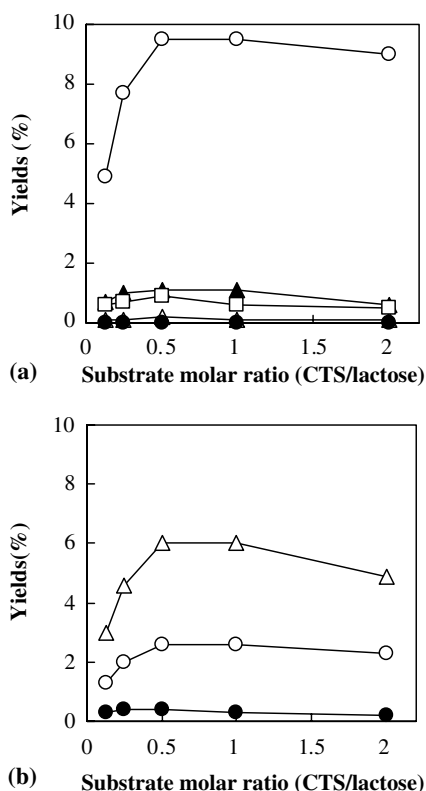 10
8
6
4
2
0
Yields (%)
0 0.5 1 1.5 2
(a) Substrate molar ratio (CTS/lactose)
10
8
6
4
2
0
Yields(%)
0 0.5 1 1.5 2
(b) Substrate molar ratio (CTS/lactose)